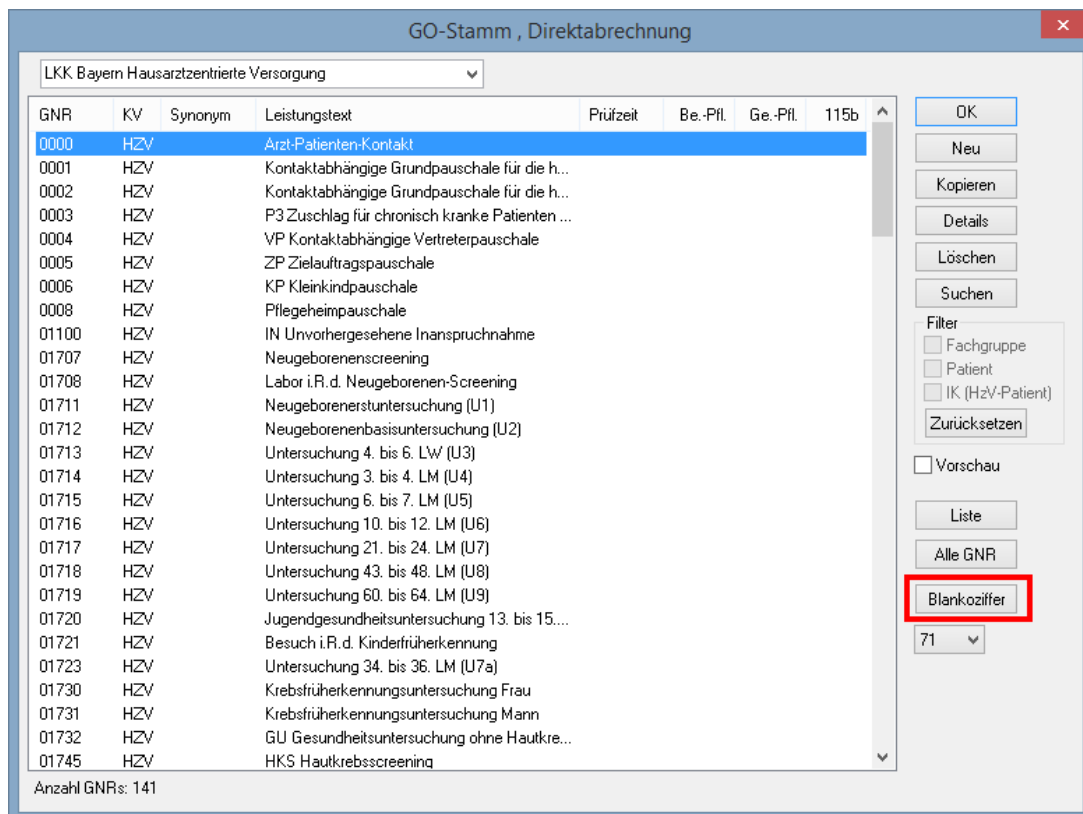 GO-Stamm , Direktabrechnung
LKK Bayern Hausarztzentrierte Versorgung
GNR KV Synonym Leistungstext Prüfzeit Be.-Pfl. Ge.-Pfl. 115b
0000 HZV Arzt-Patienten-Kontakt
0001 HZV Kontaktabhängige Grundpauschale für die h...
0002 HZV Kontaktabhängige Grundpauschale für die h...
0003 HZV P3 Zuschlag für chronisch kranke Patienten ...
0004 HZV VP Kontaktabhängige Vertreterpauschale
0005 HZV ZP Zielauftragspauschale
0006 HZV KP Kleinkindpauschale
0008 HZV Pflegeheimpauschale
01100 HZV IN Unvorhergesehene Inanspruchnahme
01707 HZV Neugeborenenscreening
01708 HZV Labor i.R.d. Neugeborenen-Screening
01711 HZV Neugeborenerstuntersuchung (U1)
01712 HZV Neugeborenenbasisuntersuchung (U2)
01713 HZV Untersuchung 4. bis 6. LW (U3)
01714 HZV Untersuchung 3. bis 4. LM (U4)
01715 HZV Untersuchung 6. bis 7. LM (U5)
01716 HZV Untersuchung 10. bis 12. LM (U6)
01717 HZV Untersuchung 21. bis 24. LM (U7)
01718 HZV Untersuchung 43. bis 48. LM (U8)
01719 HZV Untersuchung 60. bis 64. LM (U9)
01720 HZV Jugendgesundheitsuntersuchung 13. bis 15....
01721 HZV Besuch i.R.d. Kinderfrüherkennung
01723 HZV Untersuchung 34. bis 36. LM (U7a)
01730 HZV Krebsfrüherkennungsuntersuchung Frau
01731 HZV Krebsfrüherkennungsuntersuchung Mann
01732 HZV GU Gesundheitsuntersuchung ohne Hautkre...
01745 HZV HKS Hautkrebsscreening
Anzahl GNRs: 141
OK
Neu
Kopieren
Details
Löschen
Suchen
Filter
Fachgruppe
Patient
IK (HzV-Patient)
Zurücksetzen
Vorschau
Liste
Alle GNR
Blankoziffer
71